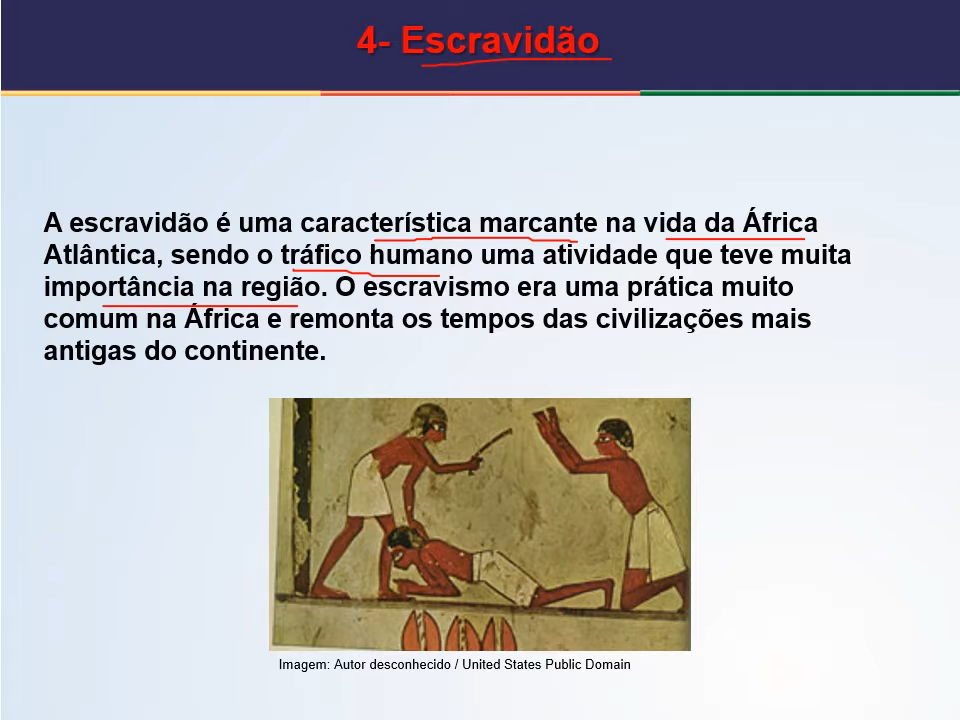 4- Escravidão
A escravidão é uma característica marcante na vida da África
Atlântica, sendo o tráfico humano uma atividade que teve muita
importância na região. O escravismo era uma prática muito
comum na África e remonta os tempos das civilizações mais
antigas do continente.
Imagem: Autor desconhecido / United States Public Domain